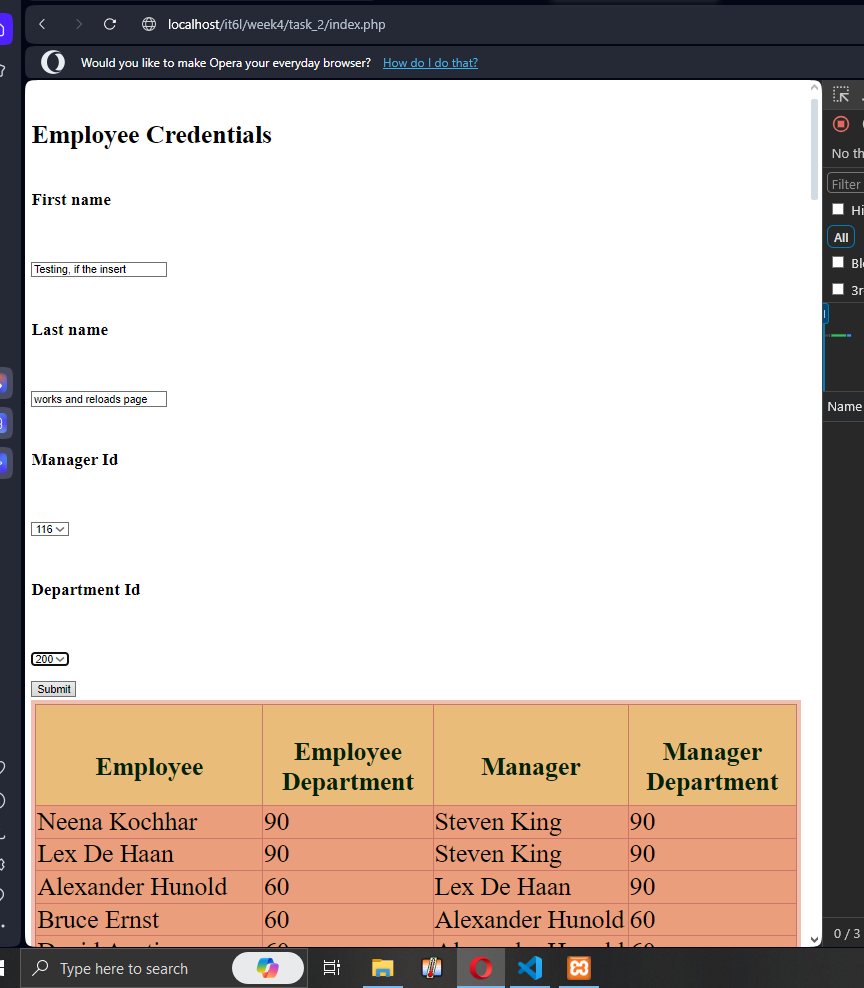 localhost/it6l/week4/task_2/index.php
Would you like to make Opera your everyday browser? How do I do that?
Employee Credentials
First name
Testing, if the insert
Last name
works and reloads page
Manager Id
116
Department Id
200
Submit
Employee Employee Department Manager Manager Department
Neena Kochhar 90 Steven King 90
Lex De Haan 90 Steven King 90
Alexander Hunold 60 Lex De Haan 90
Bruce Ernst 60 Alexander Hunold 60
No th
Filter
Hi
All
Bl
3r
Name
0 / 3
Type here to search